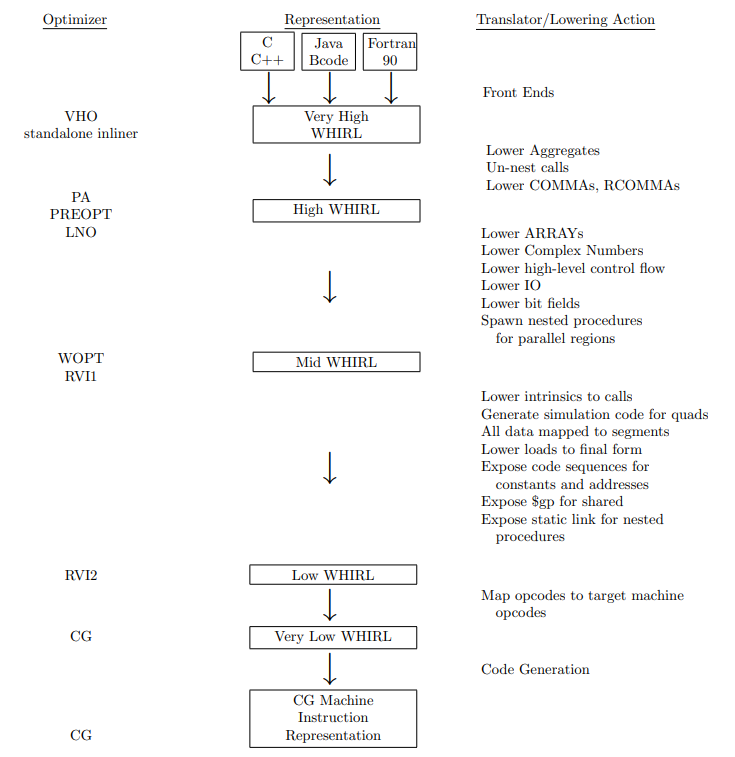 Optimizer Representation Translator/Lowering Action
C Java Fortran
C++ Bcode 90
Front Ends
VHO Very High
standalone inliner WHIRL
Lower Aggregates
Un-nest calls
Lower COMMAs, RCOMMAs
PA
PREOPT High WHIRL
LNO
Lower ARRAYs
Lower Complex Numbers
Lower high-level control flow
Lower IO
Lower bit fields
Spawn nested procedures
for parallel regions
WOPT Mid WHIRL
RVI1
Lower intrinsics to calls
Generate simulation code for quads
All data mapped to segments
Lower loads to final form
Expose code sequences for
constants and addresses
Expose $gp for shared
Expose static link for nested
procedures
RVI2 Low WHIRL
Map opcodes to target machine
opcodes
CG Very Low WHIRL
Code Generation
CG Machine
Instruction
CG Representation